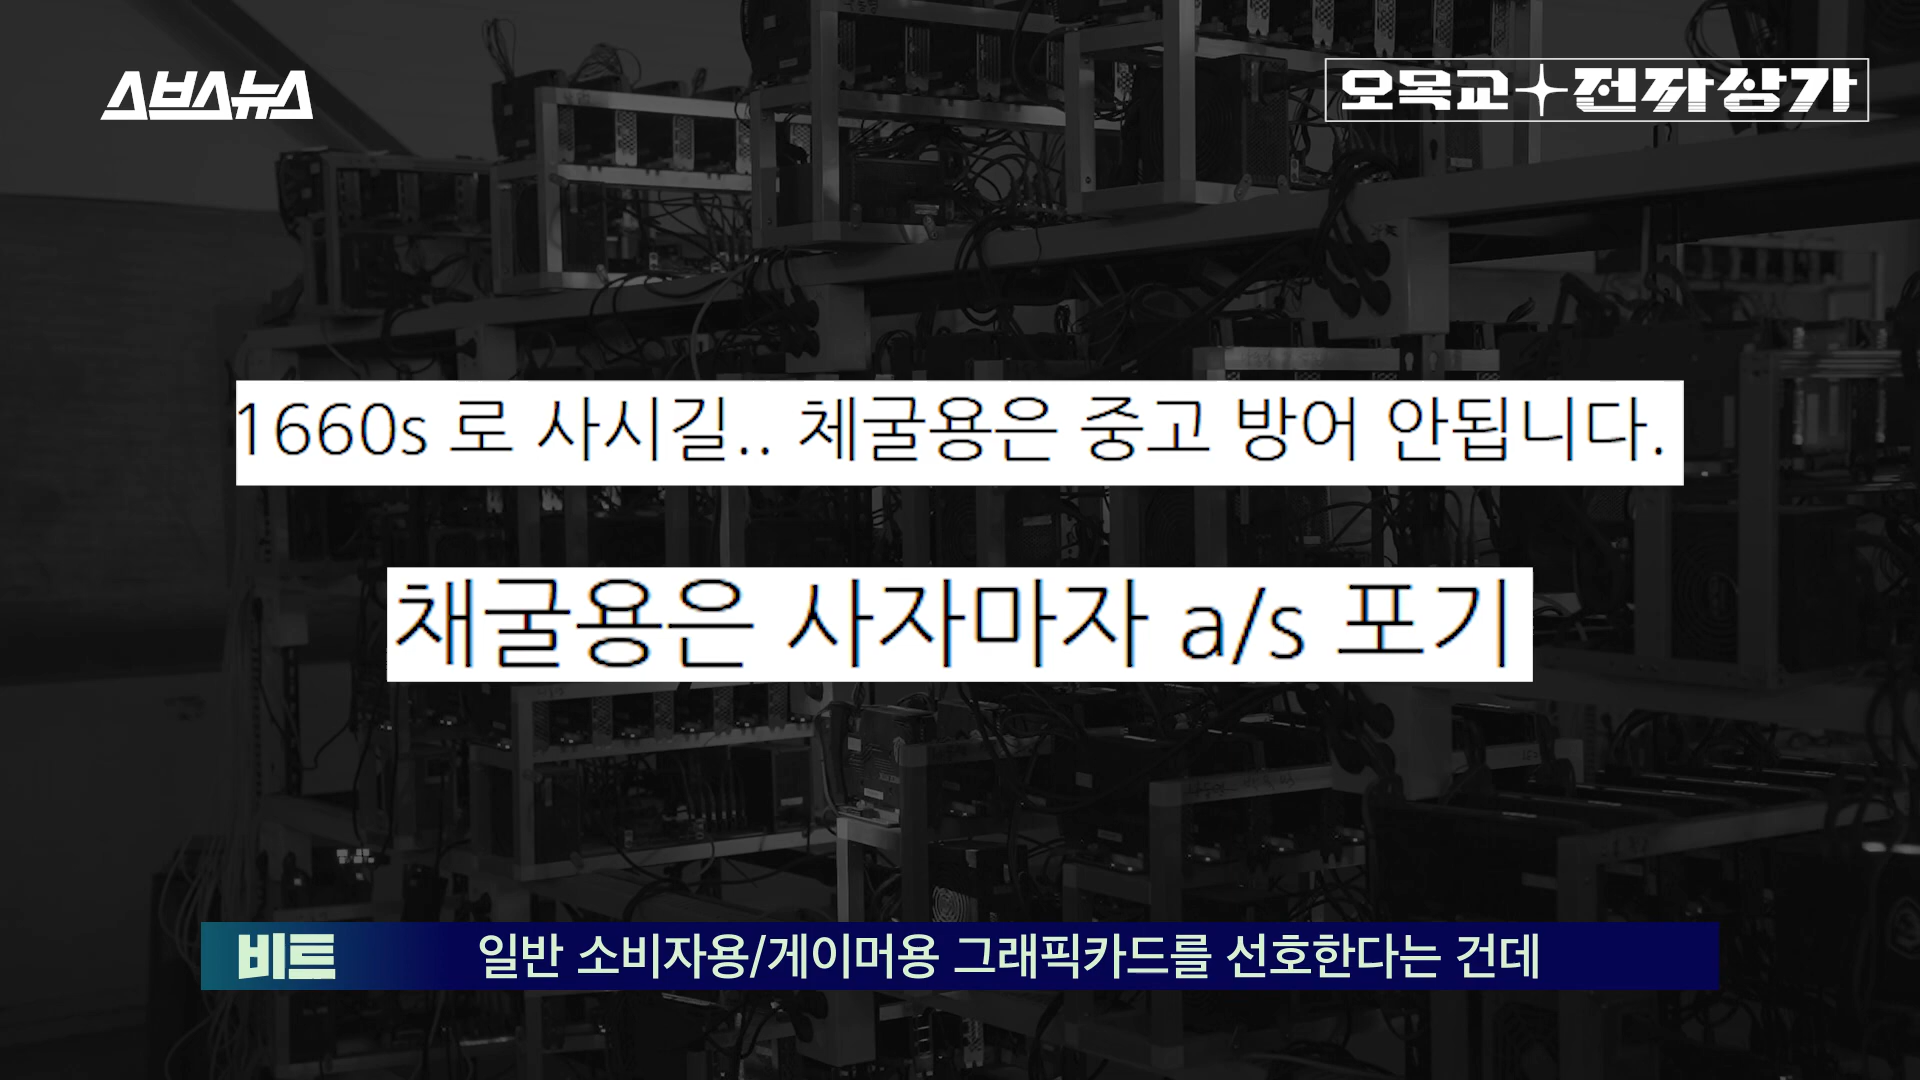 스브스뉴스
오목교 전자상가
1660s 로 사시길.. 체굴용은 중고 방어 안됩니다.
채굴용은 사자마자 a/s 포기
비트
일반 소비자용/게이머용 그래픽카드를 선호한다는 건데